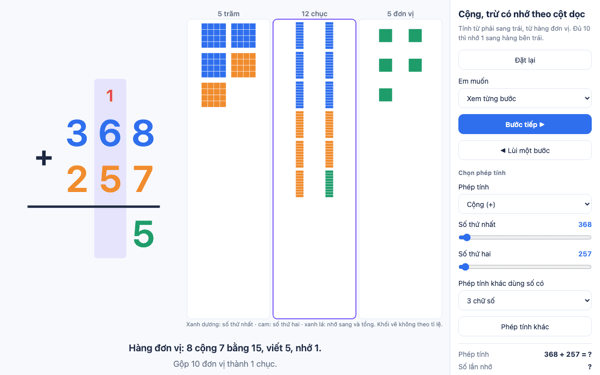 5 trăm
12 chục
5 đơn vị
1
368
+
257
5
Xanh dương: số thứ nhất · cam: số thứ hai · xanh lá: nhớ sang và tổng. Khối vẽ không theo tỉ lệ.
Hàng đơn vị: 8 cộng 7 bằng 15, viết 5, nhớ 1.
Gộp 10 đơn vị thành 1 chục.
Cộng, trừ có nhớ theo cột dọc
Tính từ phải sang trái, từ hàng đơn vị. Đủ 10
thì nhớ 1 sang hàng bên trái.
Đặt lại
Em muốn
Xem từng bước
Bước tiếp ▶
◀ Lùi một bước
Chọn phép tính
Phép tính
Cộng (+)
Số thứ nhất 368
Số thứ hai 257
Phép tính khác dùng số có
3 chữ số
Phép tính khác
Phép tính 368 + 257 = ?
Số lần nhớ ?